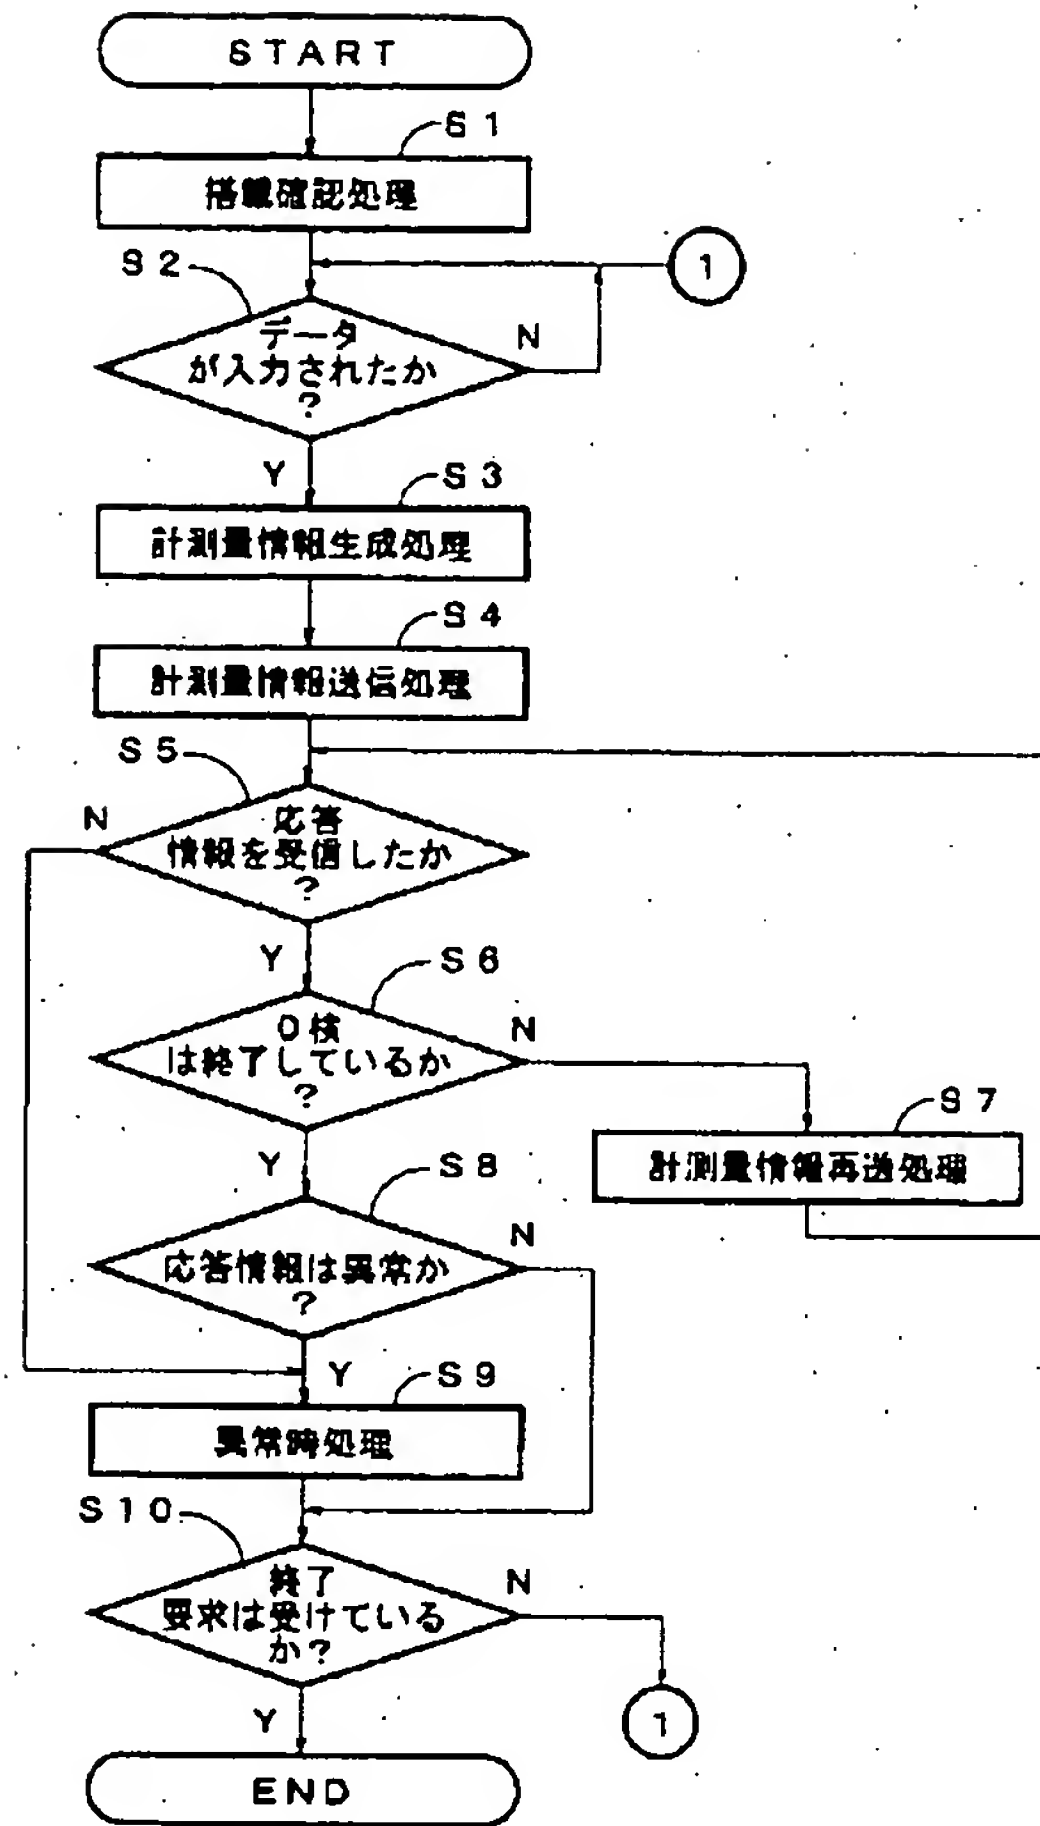 START
S1
搭載確認処理
S2
1
データ
が入力されたか
?
N
Y
S3
計測量情報生成処理
S4
計測量情報送信処理
S5
N
応答
情報を受信したか
?
Y
S6
0検
は終了しているか
?
N
S7
計測量情報再送処理
Y
S8
応答情報は異常か
?
N
Y
S9
異常時処理
S10
終了
要求は受けている
か?
N
1
Y
END